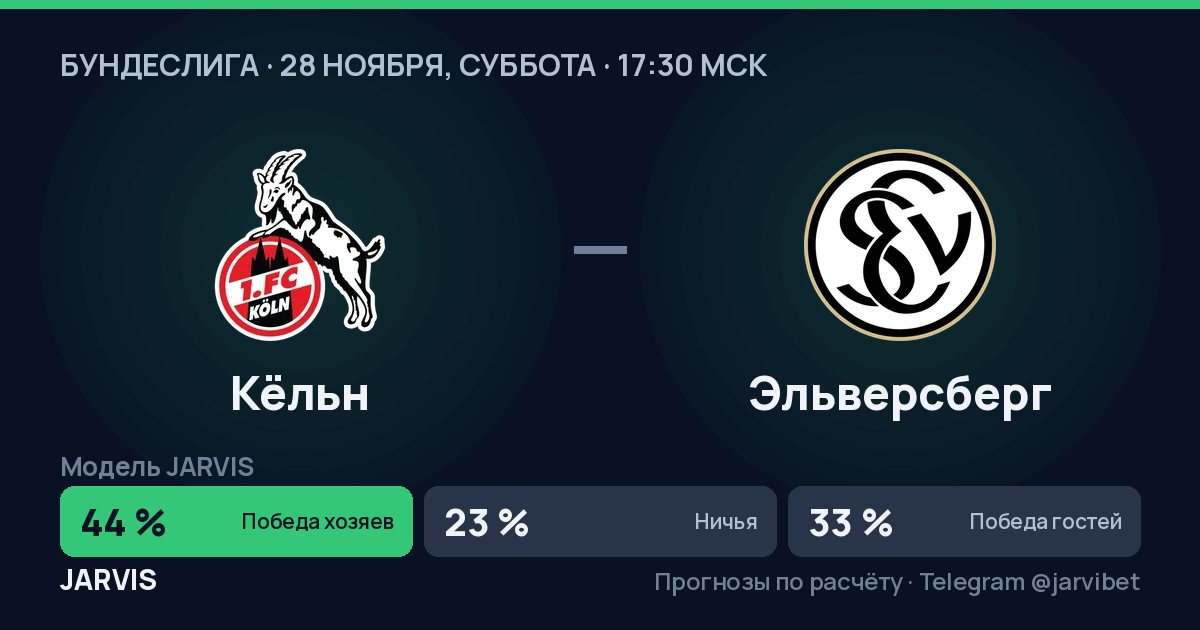 БУНДЕСЛИГА · 28 НОЯБРЯ, СУББОТА · 17:30 МСК
1.FC
KÖLN
SEV
Кёльн
Эльверсберг
Модель JARVIS
44 % Победа хозяев
23 % Ничья
33 % Победа гостей
JARVIS
Прогнозы по расчёту · Telegram @jarvibet